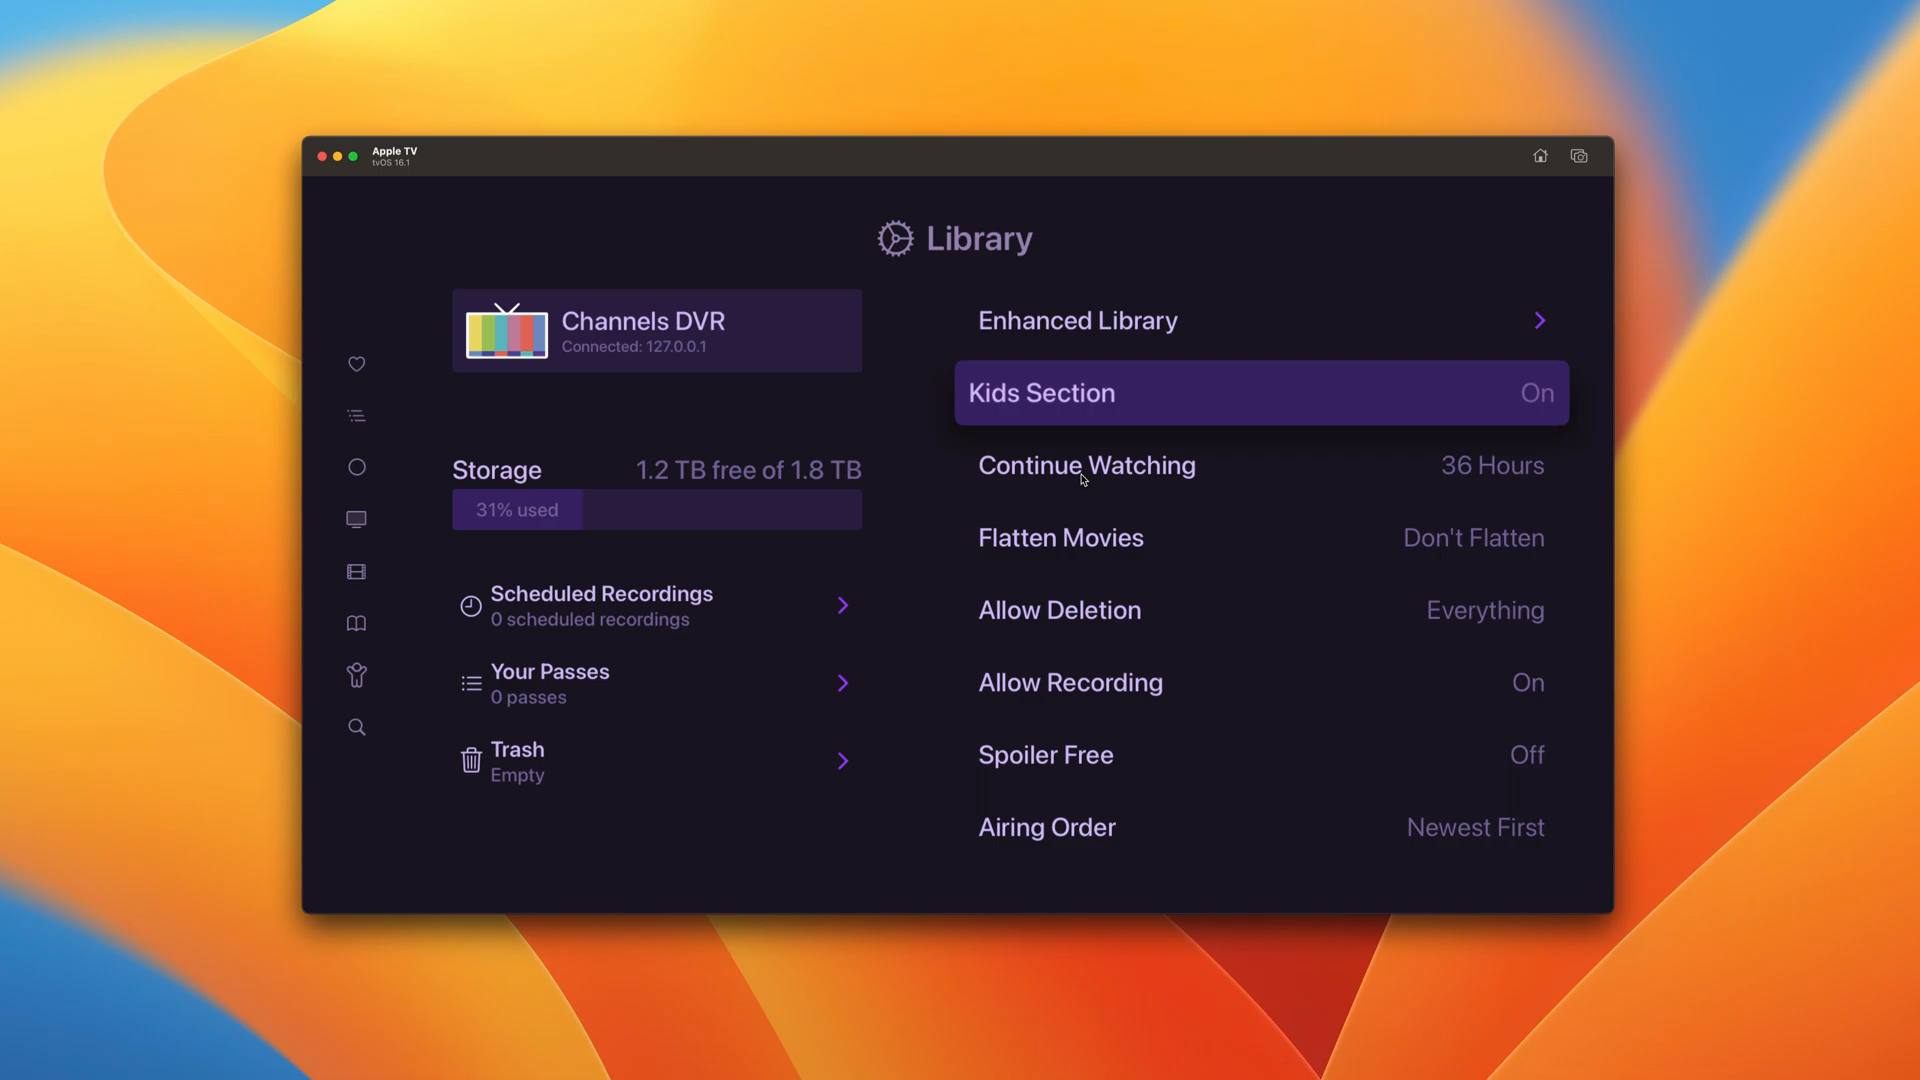 Apple TV
tvOS 16.1
Library
Channels DVR
Connected: 127.0.0.1
Storage 1.2 TB free of 1.8 TB
31% used
Scheduled Recordings
0 scheduled recordings
Your Passes
0 passes
Trash
Empty
Enhanced Library
Kids Section On
Continue Watching 36 Hours
Flatten Movies Don't Flatten
Allow Deletion Everything
Allow Recording On
Spoiler Free Off
Airing Order Newest First